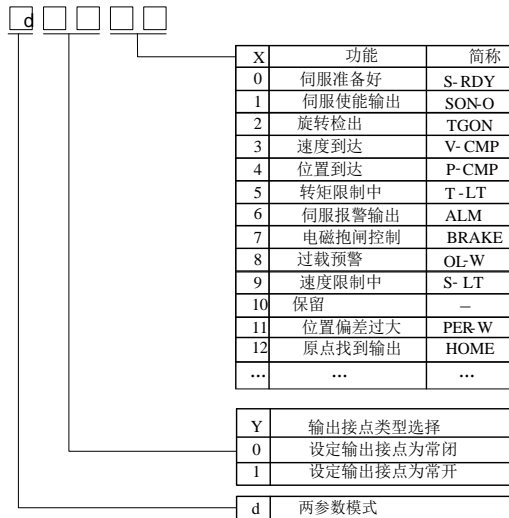 d
X 功能 简称
0 伺服准备好 S-RDY
1 伺服使能输出 SON-O
2 旋转检出 TGON
3 速度到达 V-CMP
4 位置到达 P-CMP
5 转矩限制中 T-LT
6 伺服报警输出 ALM
7 电磁抱闸控制 BRAKE
8 过载预警 OL-W
9 速度限制中 S-LT
10 保留 –
11 位置偏差过大 PER-W
12 原点找到输出 HOME
... ... ...
Y 输出接点类型选择
0 设定输出接点为常闭
1 设定输出接点为常开
d 两参数模式